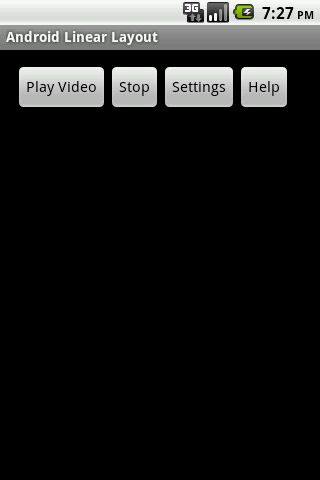 3G 7:27 PM
Android Linear Layout
Play Video Stop Settings Help